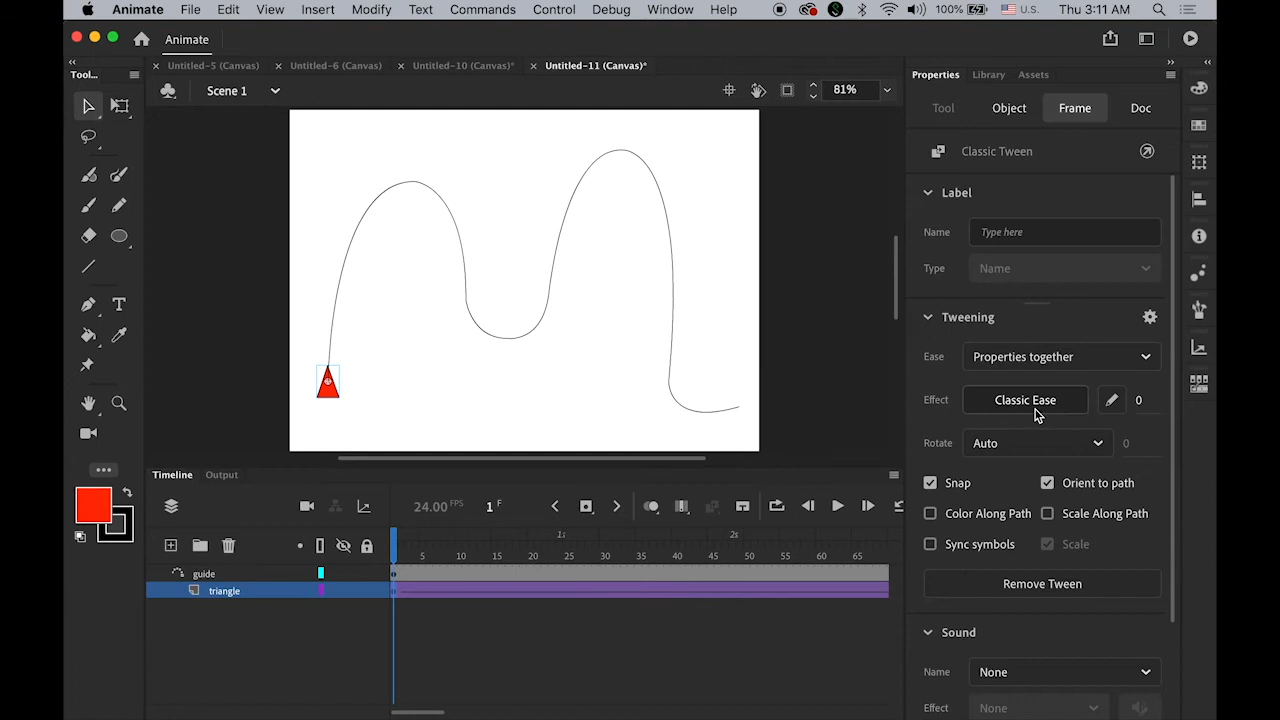 Animate File Edit View Insert Modify Text Commands Control Debug Window Help 100% U.S. Thu 3:11 AM
Animate
Untitled-5 (Canvas) Untitled-6 (Canvas) Untitled-10 (Canvas)* Untitled-11 (Canvas)*
Tool...
Scene 1 81%
Properties Library Assets
Tool Object Frame Doc
Classic Tween
Label
Name Type here
Type Name
Tweening
Ease Properties together
Effect Classic Ease 0
Rotate Auto 0
Snap Orient to path
Color Along Path Scale Along Path
Sync symbols Scale
Remove Tween
Sound
Name None
Effect None
Timeline Output
24.00 FPS 1 F
1s 2s
5 10 15 20 25 30 35 40 45 50 55 60 65
guide
triangle